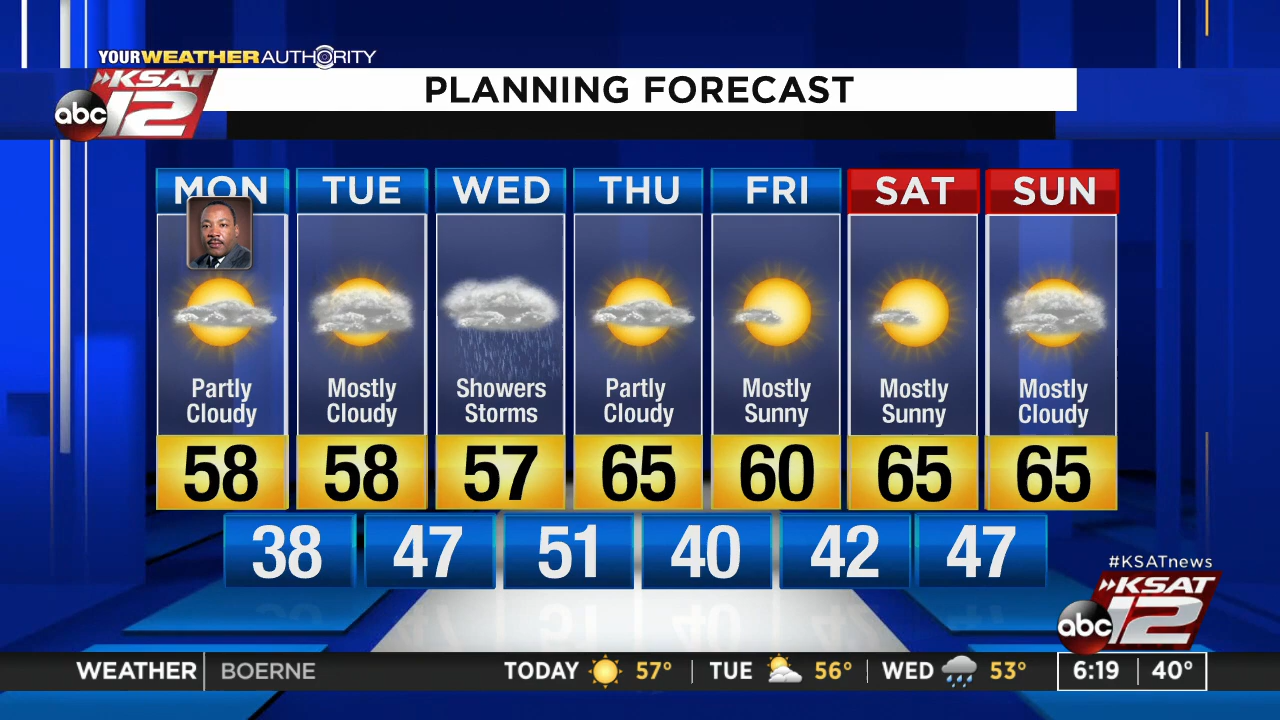 YOURWEATHERAUTHORITY
KSAT
abc 12
PLANNING FORECAST
MON TUE WED THU FRI SAT SUN
Partly Cloudy
Mostly Cloudy
Showers Storms
Partly Cloudy
Mostly Sunny
Mostly Sunny
Mostly Cloudy
58 58 57 65 60 65 65
38 47 51 40 42 47
#KSATnews
KSAT
abc 12
WEATHER BOERNE TODAY 57° TUE 56° WED 53° 6:19 40°